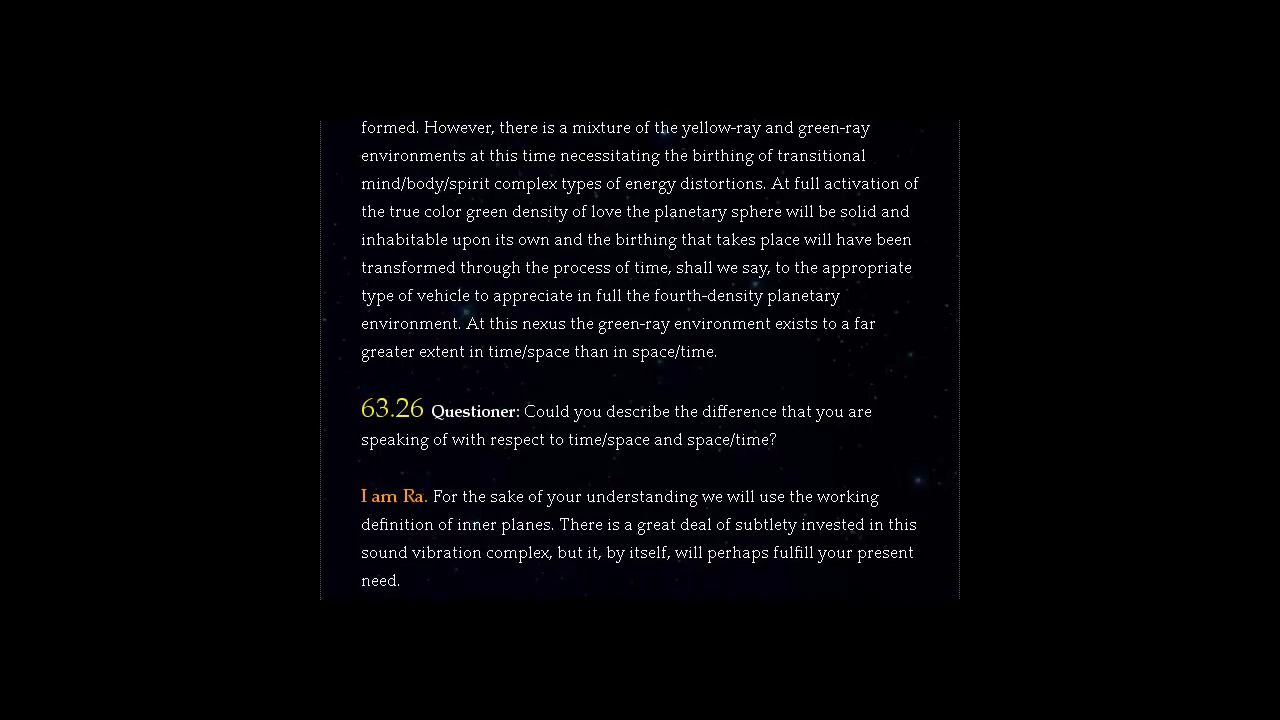 formed. However, there is a mixture of the yellow-ray and green-ray
environments at this time necessitating the birthing of transitional
mind/body/spirit complex types of energy distortions. At full activation of
the true color green density of love the planetary sphere will be solid and
inhabitable upon its own and the birthing that takes place will have been
transformed through the process of time, shall we say, to the appropriate
type of vehicle to appreciate in full the fourth-density planetary
environment. At this nexus the green-ray environment exists to a far
greater extent in time/space than in space/time.
63.26 Questioner: Could you describe the difference that you are
speaking of with respect to time/space and space/time?
I am Ra. For the sake of your understanding we will use the working
definition of inner planes. There is a great deal of subtlety invested in this
sound vibration complex, but it, by itself, will perhaps fulfill your present
need.